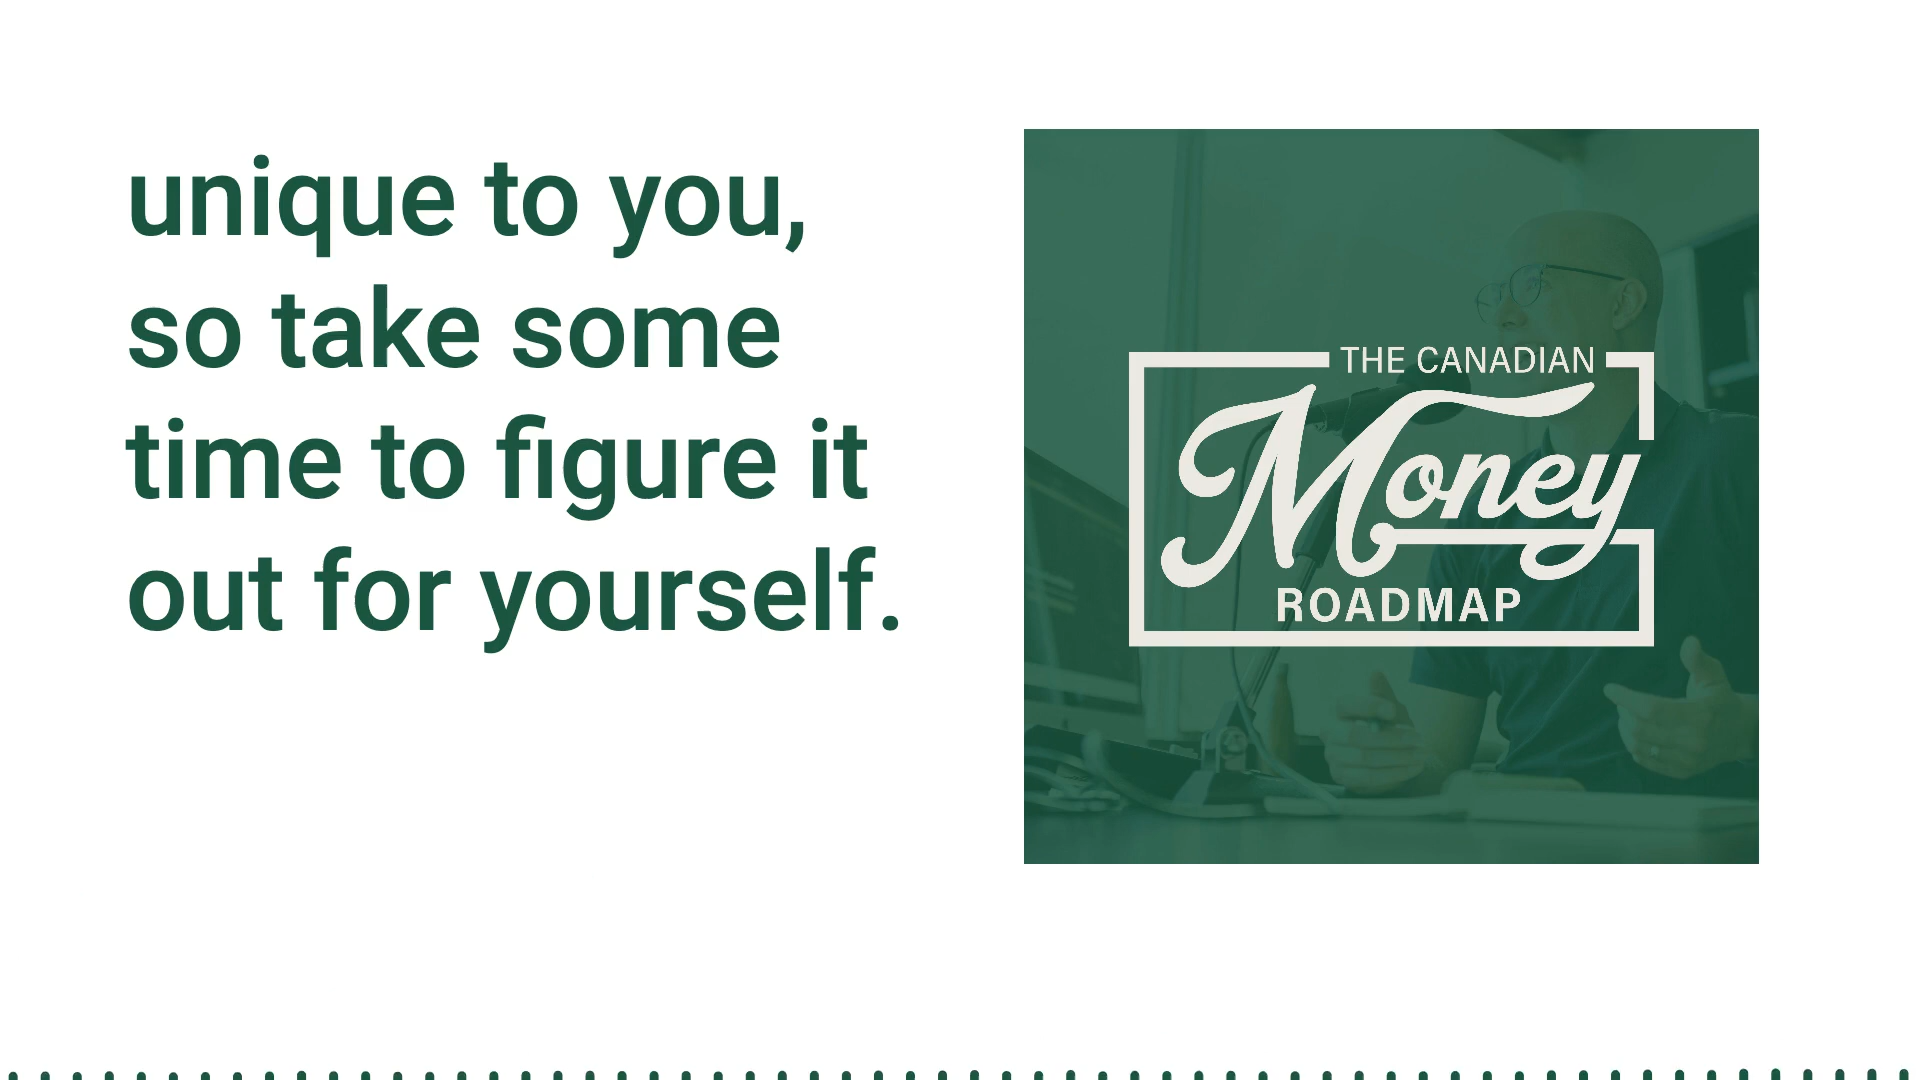 unique to you,
so take some
time to figure it
out for yourself.
THE CANADIAN
Money
ROADMAP